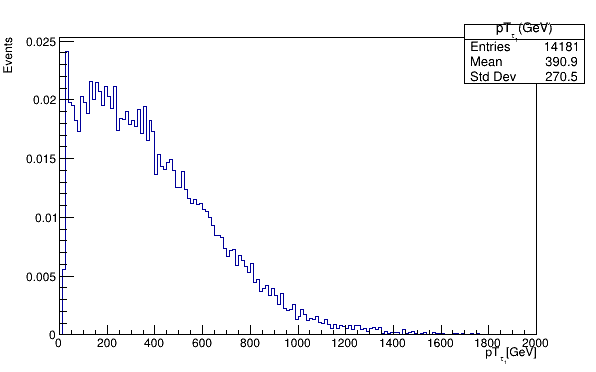 pT_τ₁(GeV)
Entries 14181
Mean 390.9
Std Dev 270.5
Events
0.025
0.02
0.015
0.01
0.005
0
0 200 400 600 800 1000 1200 1400 1600 1800 2000
pT_τ₁[GeV]